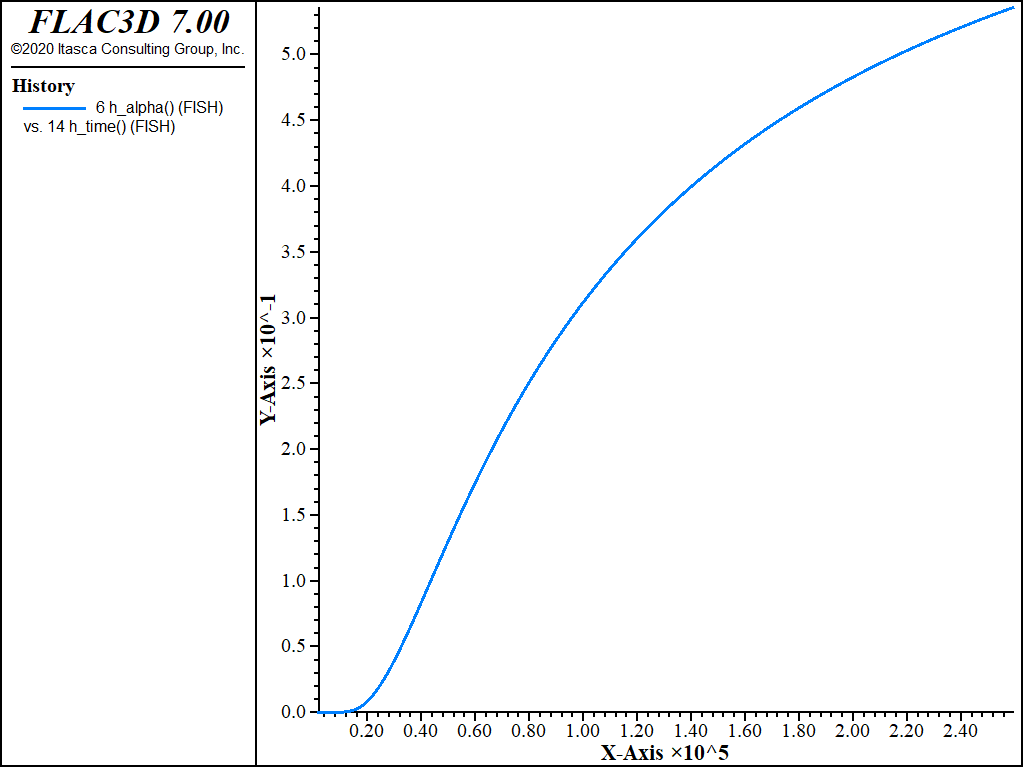 FLAC3D 7.00
©2020 Itasca Consulting Group, Inc.
History
6 h_alpha() (FISH)
vs. 14 h_time() (FISH)
Y-Axis ×10^-1
5.0
4.5
4.0
3.5
3.0
2.5
2.0
1.5
1.0
0.5
0.0
0.20 0.40 0.60 0.80 1.00 1.20 1.40 1.60 1.80 2.00 2.20 2.40
X-Axis ×10^5